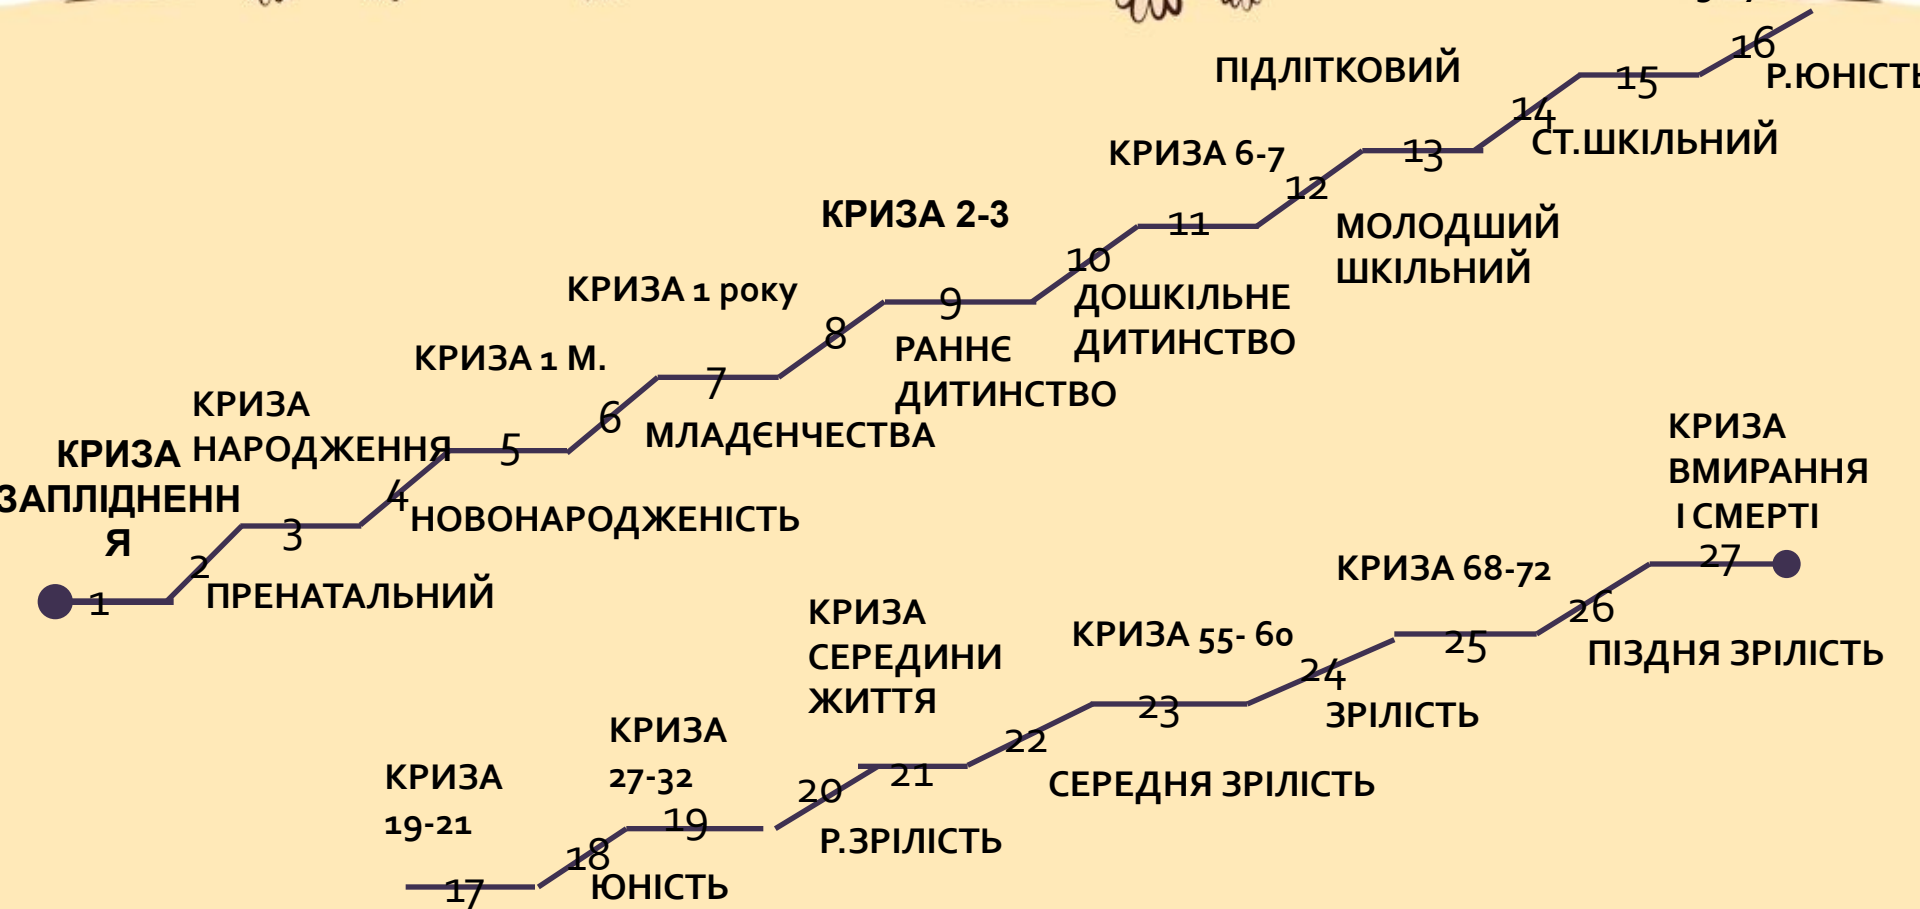 16
ПІДЛІТКОВИЙ
15
Р.ЮНІСТЬ
14
СТ.ШКІЛЬНИЙ
КРИЗА 6-7
13
12
КРИЗА 2-3
11
МОЛОДШИЙ
ШКІЛЬНИЙ
10
КРИЗА 1 року
9
ДОШКІЛЬНЕ
ДИТИНСТВО
8
РАННЄ
ДИТИНСТВО
КРИЗА 1 М.
7
6
МЛАДЄНЧЕСТВА
КРИЗА
НАРОДЖЕННЯ
5
КРИЗА
ЗАПЛІДНЕНН
Я
4
НОВОНАРОДЖЕНІСТЬ
3
2
ПРЕНАТАЛЬНИЙ
1
КРИЗА
ВМИРАННЯ
І СМЕРТІ
27
КРИЗА 68-72
26
ПІЗДНЯ ЗРІЛІСТЬ
КРИЗА 55- 60
25
24
ЗРІЛІСТЬ
КРИЗА
СЕРЕДИНИ
ЖИТТЯ
23
22
СЕРЕДНЯ ЗРІЛІСТЬ
КРИЗА
27-32
21
20
Р.ЗРІЛІСТЬ
КРИЗА
19-21
19
18
ЮНІСТЬ
17